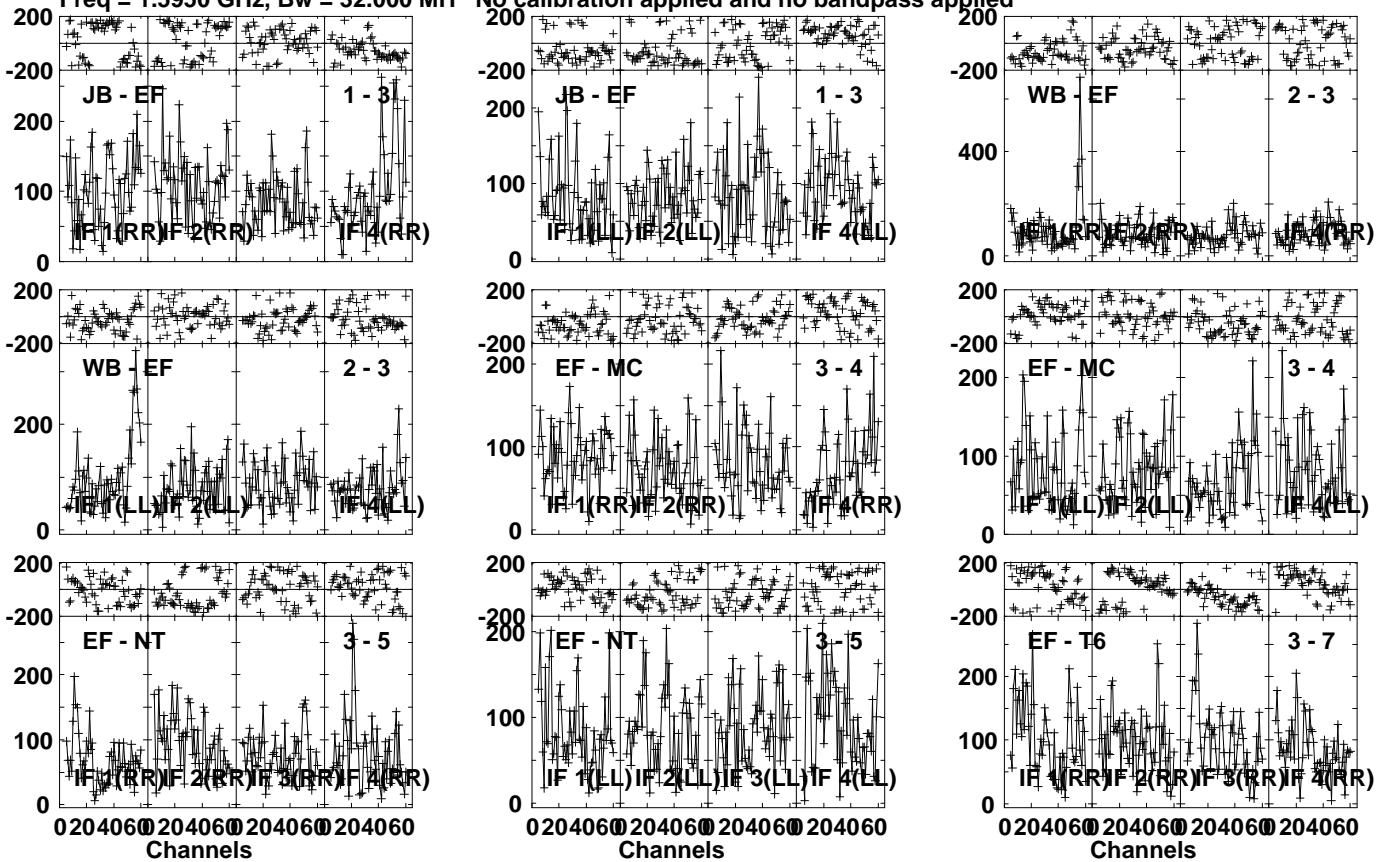 Freq = 1.5950 GHz, Bw = 32.000 MH No calibration applied and no bandpass applied
200 200 200
-200 -200 -200
JB - EF 1 - 3 JB - EF 1 - 3 WB - EF 2 - 3
200 200 400
100 100 200
IF 1(RR) IF 2(RR) IF 4(RR) IF 1(LL) IF 2(LL) IF 4(LL) IF 1(RR) IF 2(RR) IF 4(RR)
0 0 0
200 200 200
-200 -200 -200
WB - EF 2 - 3 EF - MC 3 - 4 EF - MC 3 - 4
200 200 200
100 100
IF 1(LL) IF 2(LL) IF 4(LL) IF 1(RR) IF 2(RR) IF 4(RR) IF 1(LL) IF 2(LL) IF 4(LL)
0 0 0
200 200 200
-200 -200 -200
EF - NT 3 - 5 EF - NT 3 - 5 EF - T6 3 - 7
200 200 200
100 100 100
IF 1(RR) IF 2(RR) IF 3(RR) IF 4(RR) IF 1(LL) IF 2(LL) IF 3(LL) IF 4(LL) IF 1(RR) IF 2(RR) IF 3(RR) IF 4(RR)
0 0 0
0 20 40 60 0 20 40 60 0 20 40 60 0 20 40 60 0 20 40 60 0 20 40 60 0 20 40 60 0 20 40 60 0 20 40 60 0 20 40 60 0 20 40 60 0 20 40 60
Channels Channels Channels